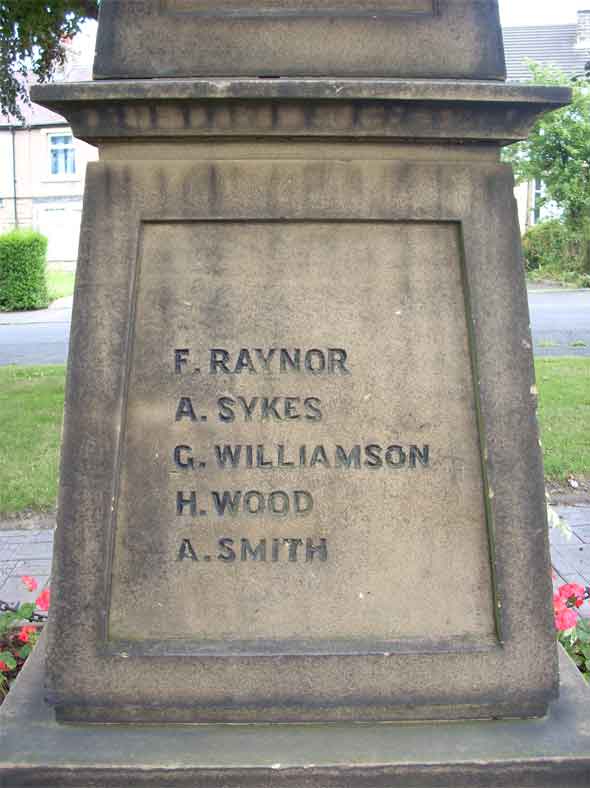 F. RAYNOR
A. SYKES
G. WILLIAMSON
H. WOOD
A. SMITH